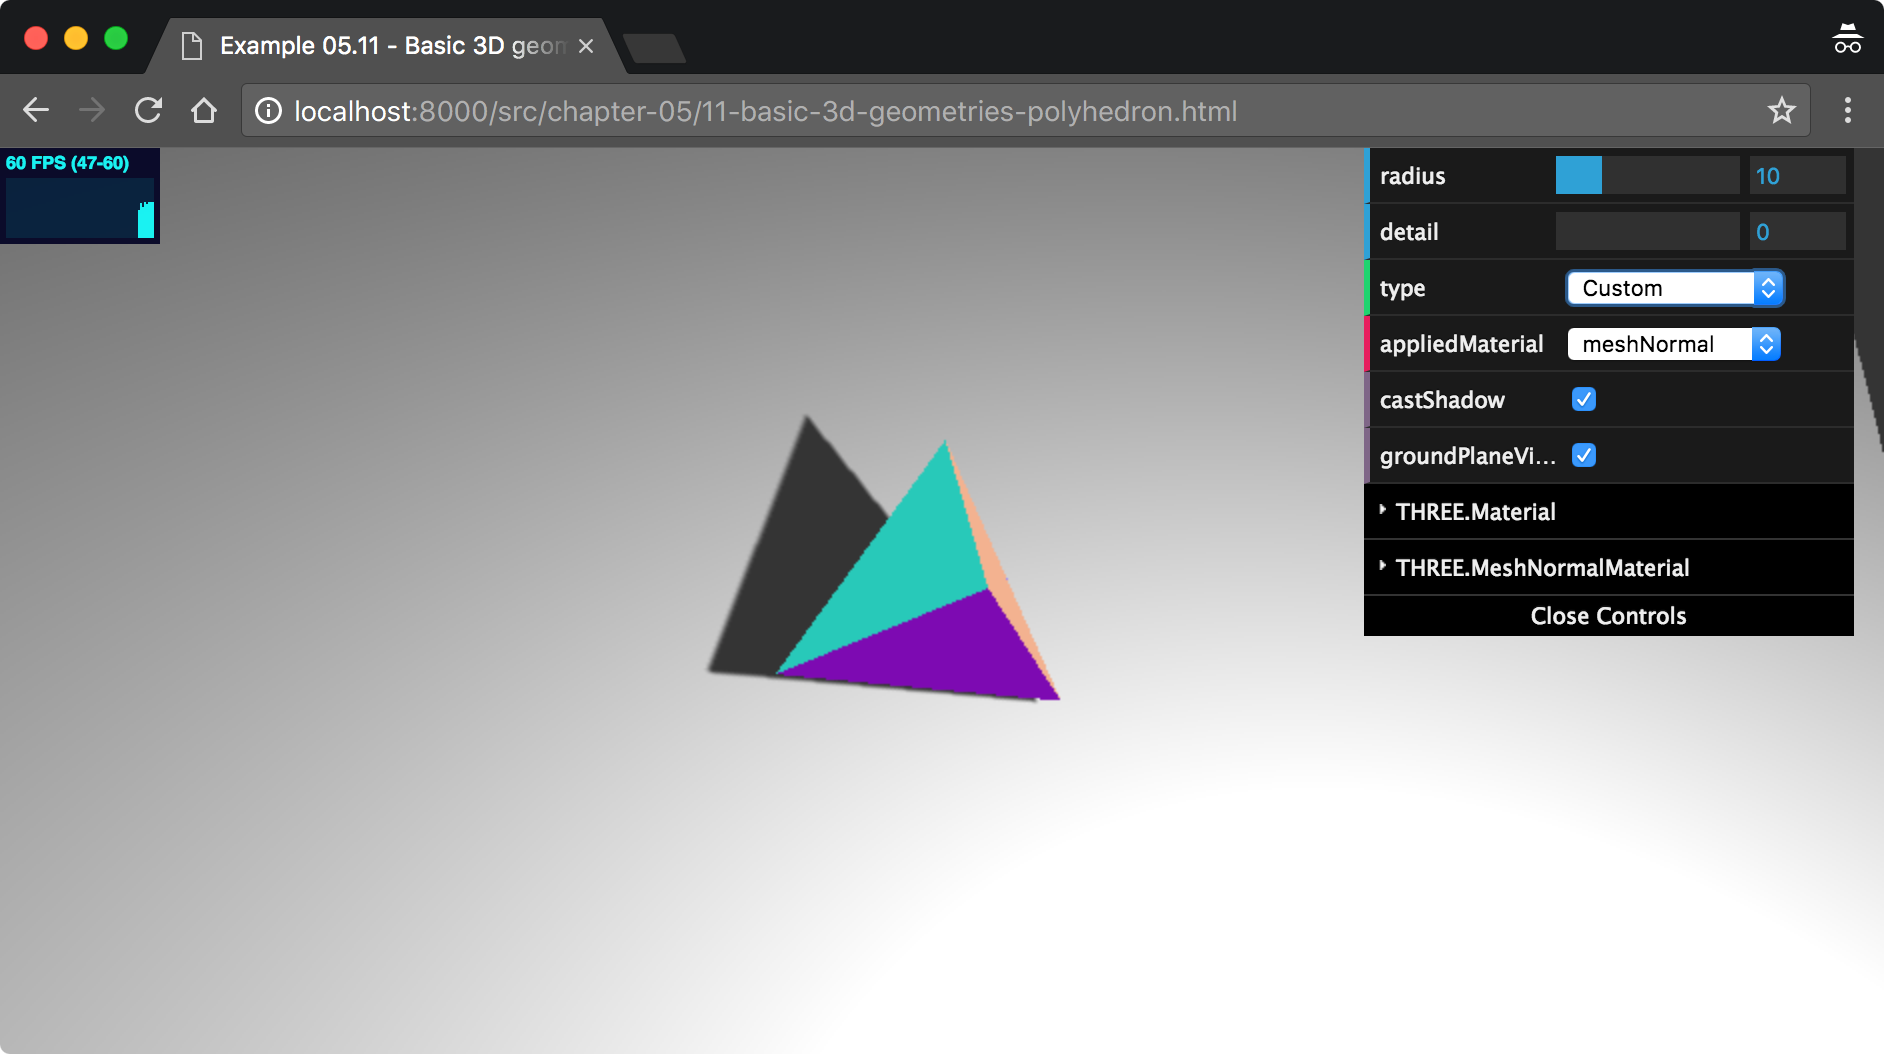 Example 05.11 - Basic 3D geom
localhost:8000/src/chapter-05/11-basic-3d-geometries-polyhedron.html
60 FPS (47-60)
radius 10
detail 0
type Custom
appliedMaterial meshNormal
castShadow
groundPlaneVi...
THREE.Material
THREE.MeshNormalMaterial
Close Controls